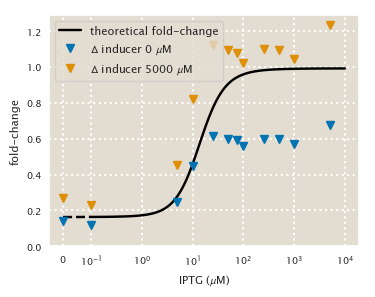 theoretical fold-change
Δ inducer 0 μM
Δ inducer 5000 μM
fold-change
1.2
1.0
0.8
0.6
0.4
0.2
0.0
0 10⁻¹ 10⁰ 10¹ 10² 10³ 10⁴
IPTG (μM)